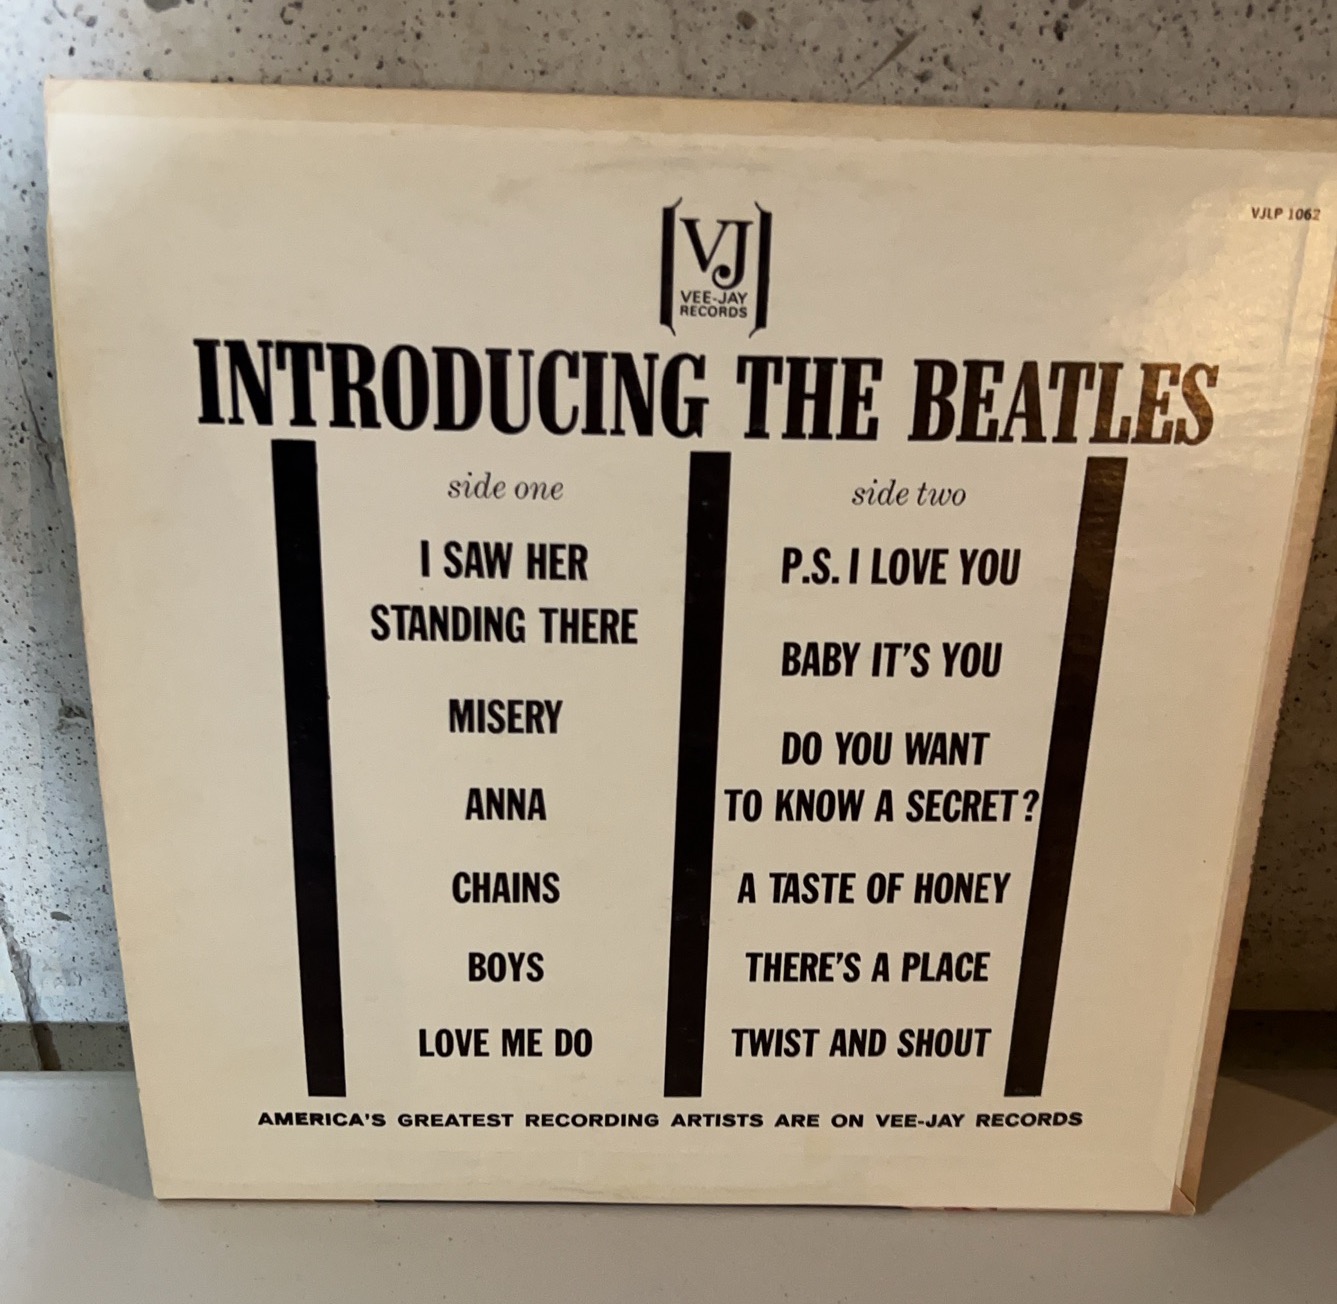 VJLP 1062
VJ
VEE-JAY
RECORDS
INTRODUCING THE BEATLES
side one
I SAW HER
STANDING THERE
MISERY
ANNA
CHAINS
BOYS
LOVE ME DO
side two
P.S. I LOVE YOU
BABY IT'S YOU
DO YOU WANT
TO KNOW A SECRET?
A TASTE OF HONEY
THERE'S A PLACE
TWIST AND SHOUT
AMERICA'S GREATEST RECORDING ARTISTS ARE ON VEE-JAY RECORDS